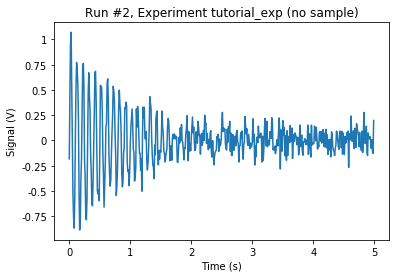 Run #2, Experiment tutorial_exp (no sample)
Signal (V)
1
0.75
0.5
0.25
0
-0.25
-0.5
-0.75
0 1 2 3 4 5
Time (s)